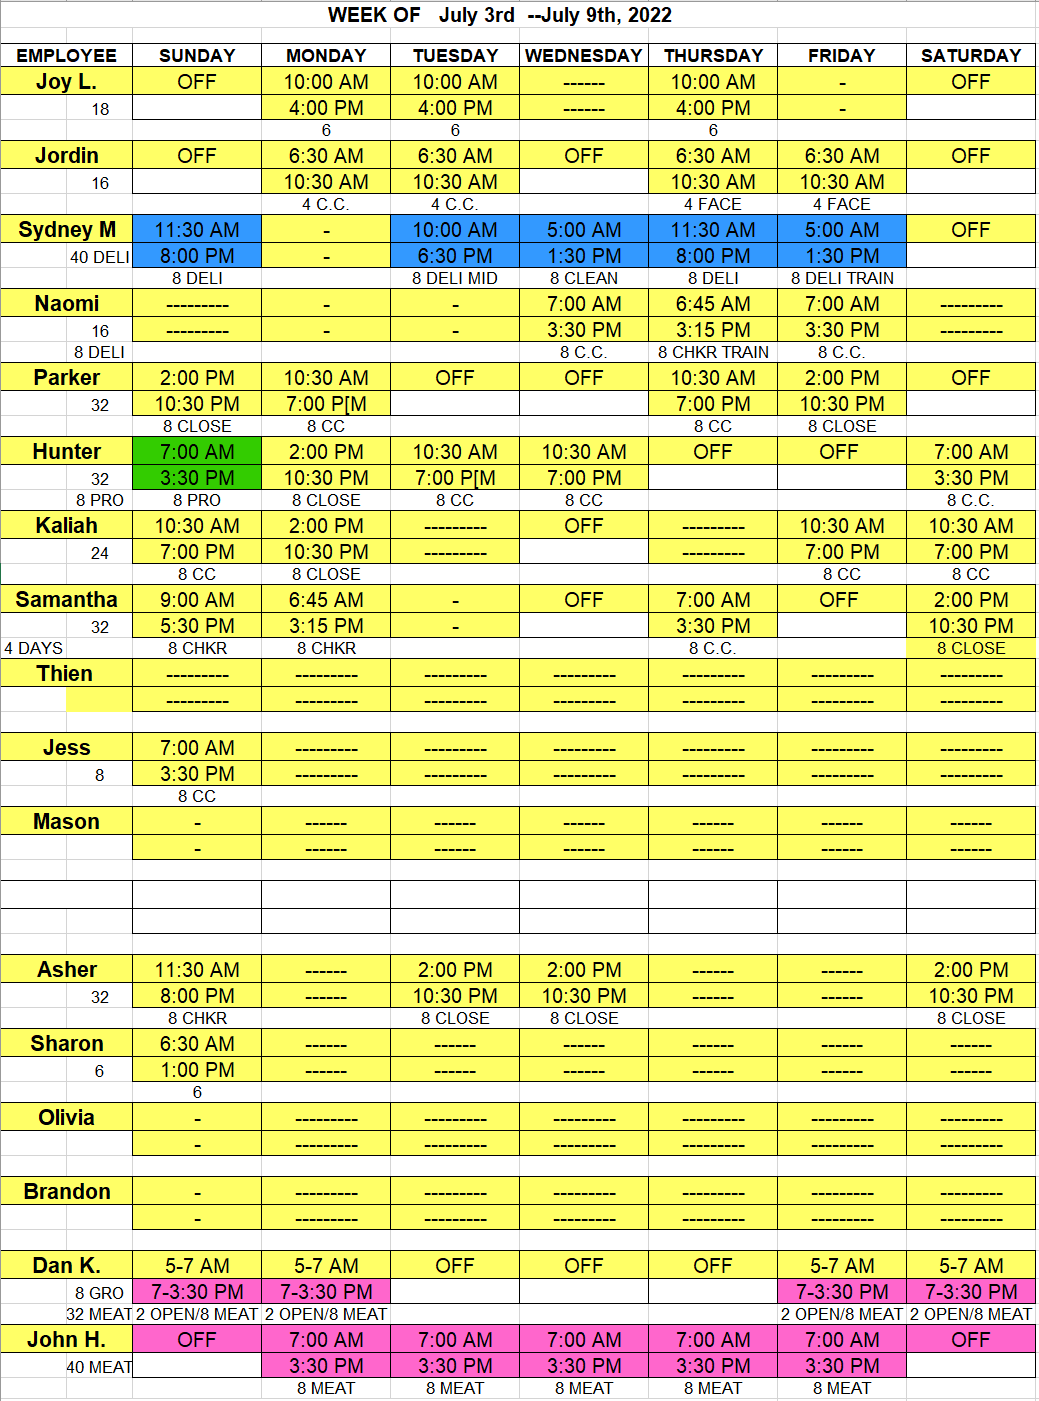 WEEK OF July 3rd --July 9th, 2022
EMPLOYEE SUNDAY MONDAY TUESDAY WEDNESDAY THURSDAY FRIDAY SATURDAY
Joy L. OFF 10:00 AM 10:00 AM ------ 10:00 AM - OFF
18 4:00 PM 4:00 PM ------ 4:00 PM -
6 6 6
Jordin OFF 6:30 AM 6:30 AM OFF 6:30 AM 6:30 AM OFF
16 10:30 AM 10:30 AM 10:30 AM 10:30 AM
4 C.C. 4 C.C. 4 FACE 4 FACE
Sydney M 11:30 AM - 10:00 AM 5:00 AM 11:30 AM 5:00 AM OFF
40 DELI 8:00 PM - 6:30 PM 1:30 PM 8:00 PM 1:30 PM
8 DELI 8 DELI MID 8 CLEAN 8 DELI 8 DELI TRAIN
Naomi --------- - - 7:00 AM 6:45 AM 7:00 AM ---------
16 --------- - - 3:30 PM 3:15 PM 3:30 PM ---------
8 DELI 8 C.C. 8 CHKR TRAIN 8 C.C.
Parker 2:00 PM 10:30 AM OFF OFF 10:30 AM 2:00 PM OFF
32 10:30 PM 7:00 P[M 7:00 PM 10:30 PM
8 CLOSE 8 CC 8 CC 8 CLOSE
Hunter 7:00 AM 2:00 PM 10:30 AM 10:30 AM OFF OFF 7:00 AM
32 3:30 PM 10:30 PM 7:00 P[M 7:00 PM 3:30 PM
8 PRO 8 PRO 8 CLOSE 8 CC 8 CC 8 C.C.
Kaliah 10:30 AM 2:00 PM --------- OFF --------- 10:30 AM 10:30 AM
24 7:00 PM 10:30 PM --------- --------- 7:00 PM 7:00 PM
8 CC 8 CLOSE 8 CC 8 CC
Samantha 9:00 AM 6:45 AM - OFF 7:00 AM OFF 2:00 PM
32 5:30 PM 3:15 PM - 3:30 PM 10:30 PM
4 DAYS 8 CHKR 8 CHKR 8 C.C. 8 CLOSE
Thien --------- --------- --------- --------- --------- --------- ---------
--------- --------- --------- --------- --------- --------- ---------
Jess 7:00 AM --------- --------- --------- --------- --------- ---------
8 3:30 PM --------- --------- --------- --------- --------- ---------
8 CC
Mason - ------ ------ ------ ------ ------ ------
- ------ ------ ------ ------ ------ ------
Asher 11:30 AM ------ 2:00 PM 2:00 PM ------ ------ 2:00 PM
32 8:00 PM ------ 10:30 PM 10:30 PM ------ ------ 10:30 PM
8 CHKR 8 CLOSE 8 CLOSE 8 CLOSE
Sharon 6:30 AM ------ ------ ------ ------ ------ ------
6 1:00 PM ------ ------ ------ ------ ------ ------
6
Olivia - --------- --------- --------- --------- --------- ---------
- --------- --------- --------- --------- --------- ---------
Brandon - --------- --------- --------- --------- --------- ---------
- --------- --------- --------- --------- --------- ---------
Dan K. 5-7 AM 5-7 AM OFF OFF OFF 5-7 AM 5-7 AM
8 GRO 7-3:30 PM 7-3:30 PM 7-3:30 PM 7-3:30 PM
32 MEAT 2 OPEN/8 MEAT 2 OPEN/8 MEAT 2 OPEN/8 MEAT 2 OPEN/8 MEAT
John H. OFF 7:00 AM 7:00 AM 7:00 AM 7:00 AM 7:00 AM OFF
40 MEAT 3:30 PM 3:30 PM 3:30 PM 3:30 PM 3:30 PM
8 MEAT 8 MEAT 8 MEAT 8 MEAT 8 MEAT